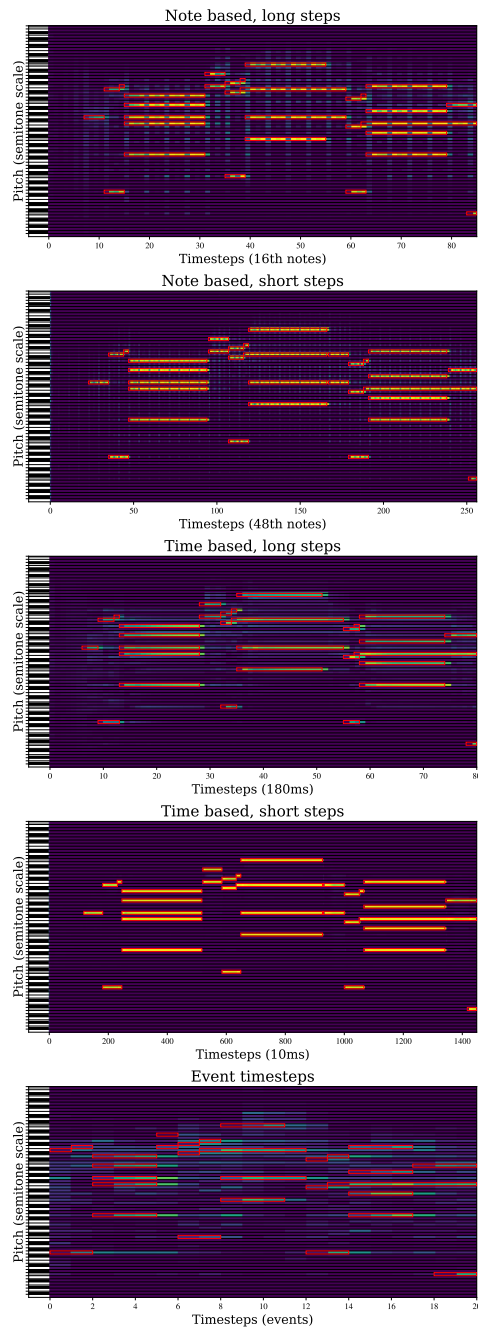 Note based, long steps
Pitch (semitone scale)
0 10 20 30 40 50 60 70 80
Timesteps (16th notes)
Note based, short steps
Pitch (semitone scale)
0 50 100 150 200 250
Timesteps (48th notes)
Time based, long steps
Pitch (semitone scale)
0 10 20 30 40 50 60 70 80
Timesteps (180ms)
Time based, short steps
Pitch (semitone scale)
0 200 400 600 800 1000 1200 1400
Timesteps (10ms)
Event timesteps
Pitch (semitone scale)
0 2 4 6 8 10 12 14 16 18 20
Timesteps (events)